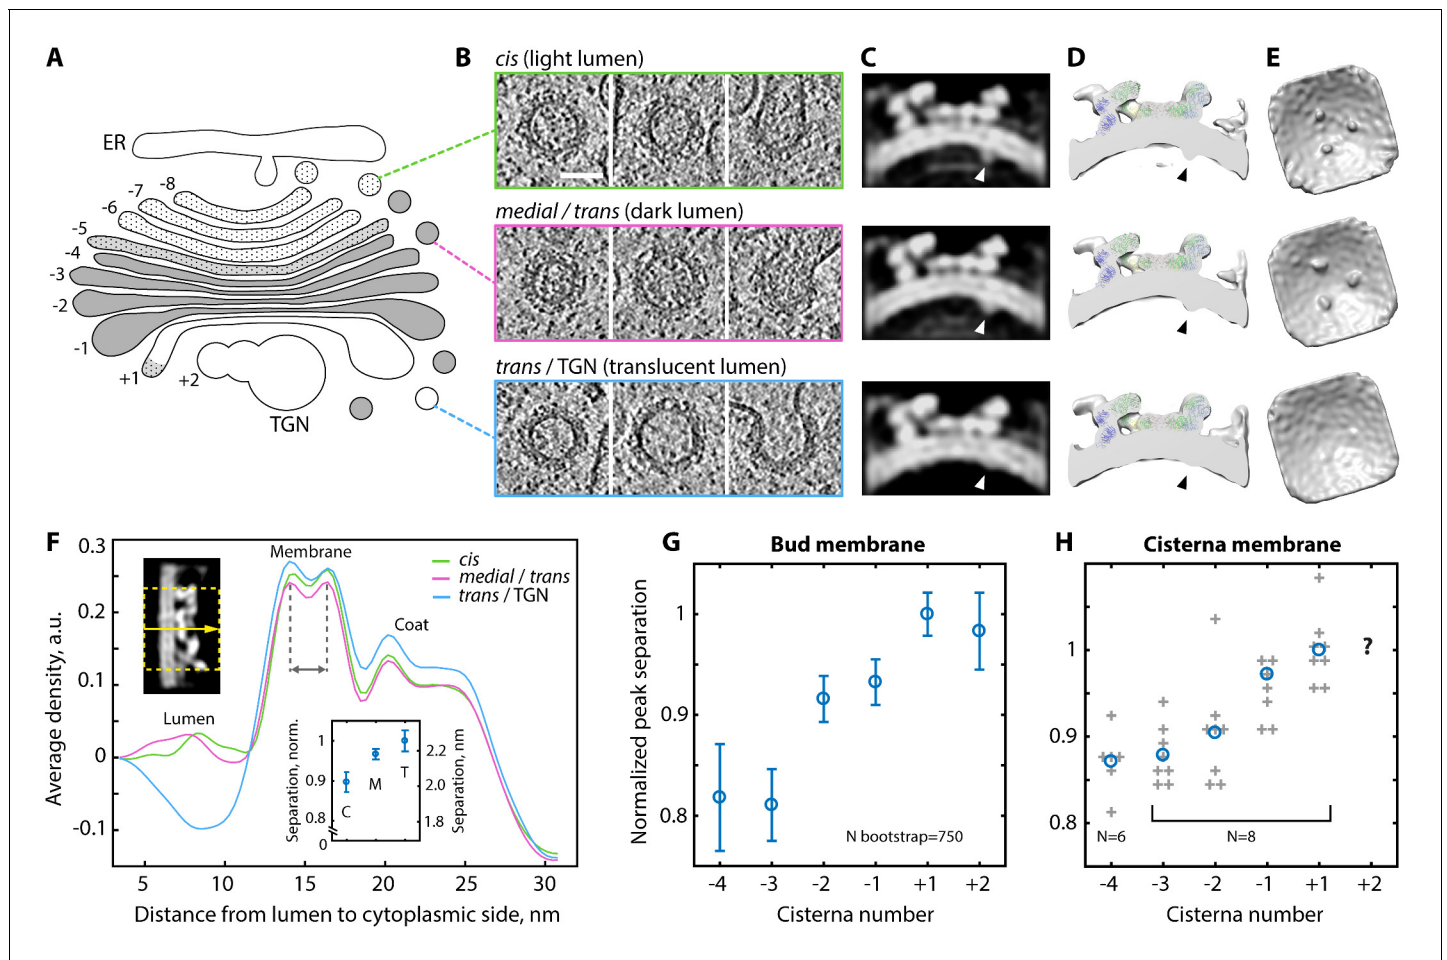 A
B
C
D
E
cis (light lumen)
ER
-8
-7
-6
-5
-4
-3
-2
-1
+1
+2
TGN
medial / trans (dark lumen)
trans / TGN (translucent lumen)
F
0.3
0.2
0.1
0
-0.1
Average density, a.u.
Membrane
cis
medial / trans
trans / TGN
Coat
Lumen
Separation, norm.
1
0.9
0.8
0
C
M
T
2.2
2.0
1.8
Separation, nm
5
10
15
20
25
30
Distance from lumen to cytoplasmic side, nm
G
Bud membrane
Normalized peak separation
1
0.9
0.8
N bootstrap=750
-4
-3
-2
-1
+1
+2
Cisterna number
H
Cisterna membrane
1
0.9
0.8
?
N=6
N=8
-4
-3
-2
-1
+1
+2
Cisterna number